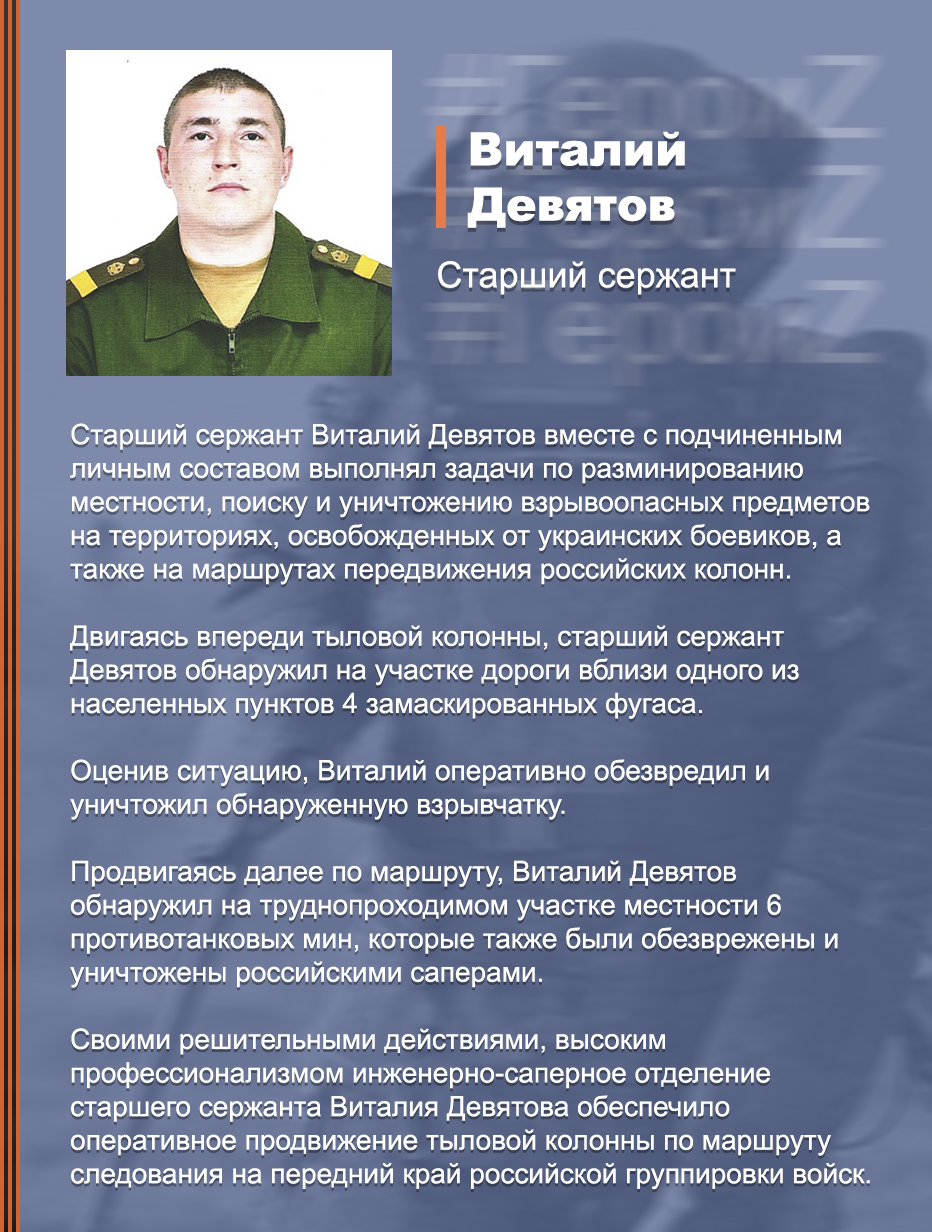 #ГероиZ
Виталий
#ГероиZ
Девятов
Старший сержант
#ГероиZ
Старший сержант Виталий Девятов вместе с подчиненным
личным составом выполнял задачи по разминированию
местности, поиску и уничтожению взрывоопасных предметов
на территориях, освобожденных от украинских боевиков, а
также на маршрутах передвижения российских колонн.
Двигаясь впереди тыловой колонны, старший сержант
Девятов обнаружил на участке дороги вблизи одного из
населенных пунктов 4 замаскированных фугаса.
Оценив ситуацию, Виталий оперативно обезвредил и
уничтожил обнаруженную взрывчатку.
Продвигаясь далее по маршруту, Виталий Девятов
обнаружил на труднопроходимом участке местности 6
противотанковых мин, которые также были обезврежены и
уничтожены российскими саперами.
Своими решительными действиями, высоким
профессионализмом инженерно-саперное отделение
старшего сержанта Виталия Девятова обеспечило
оперативное продвижение тыловой колонны по маршруту
следования на передний край российской группировки войск.